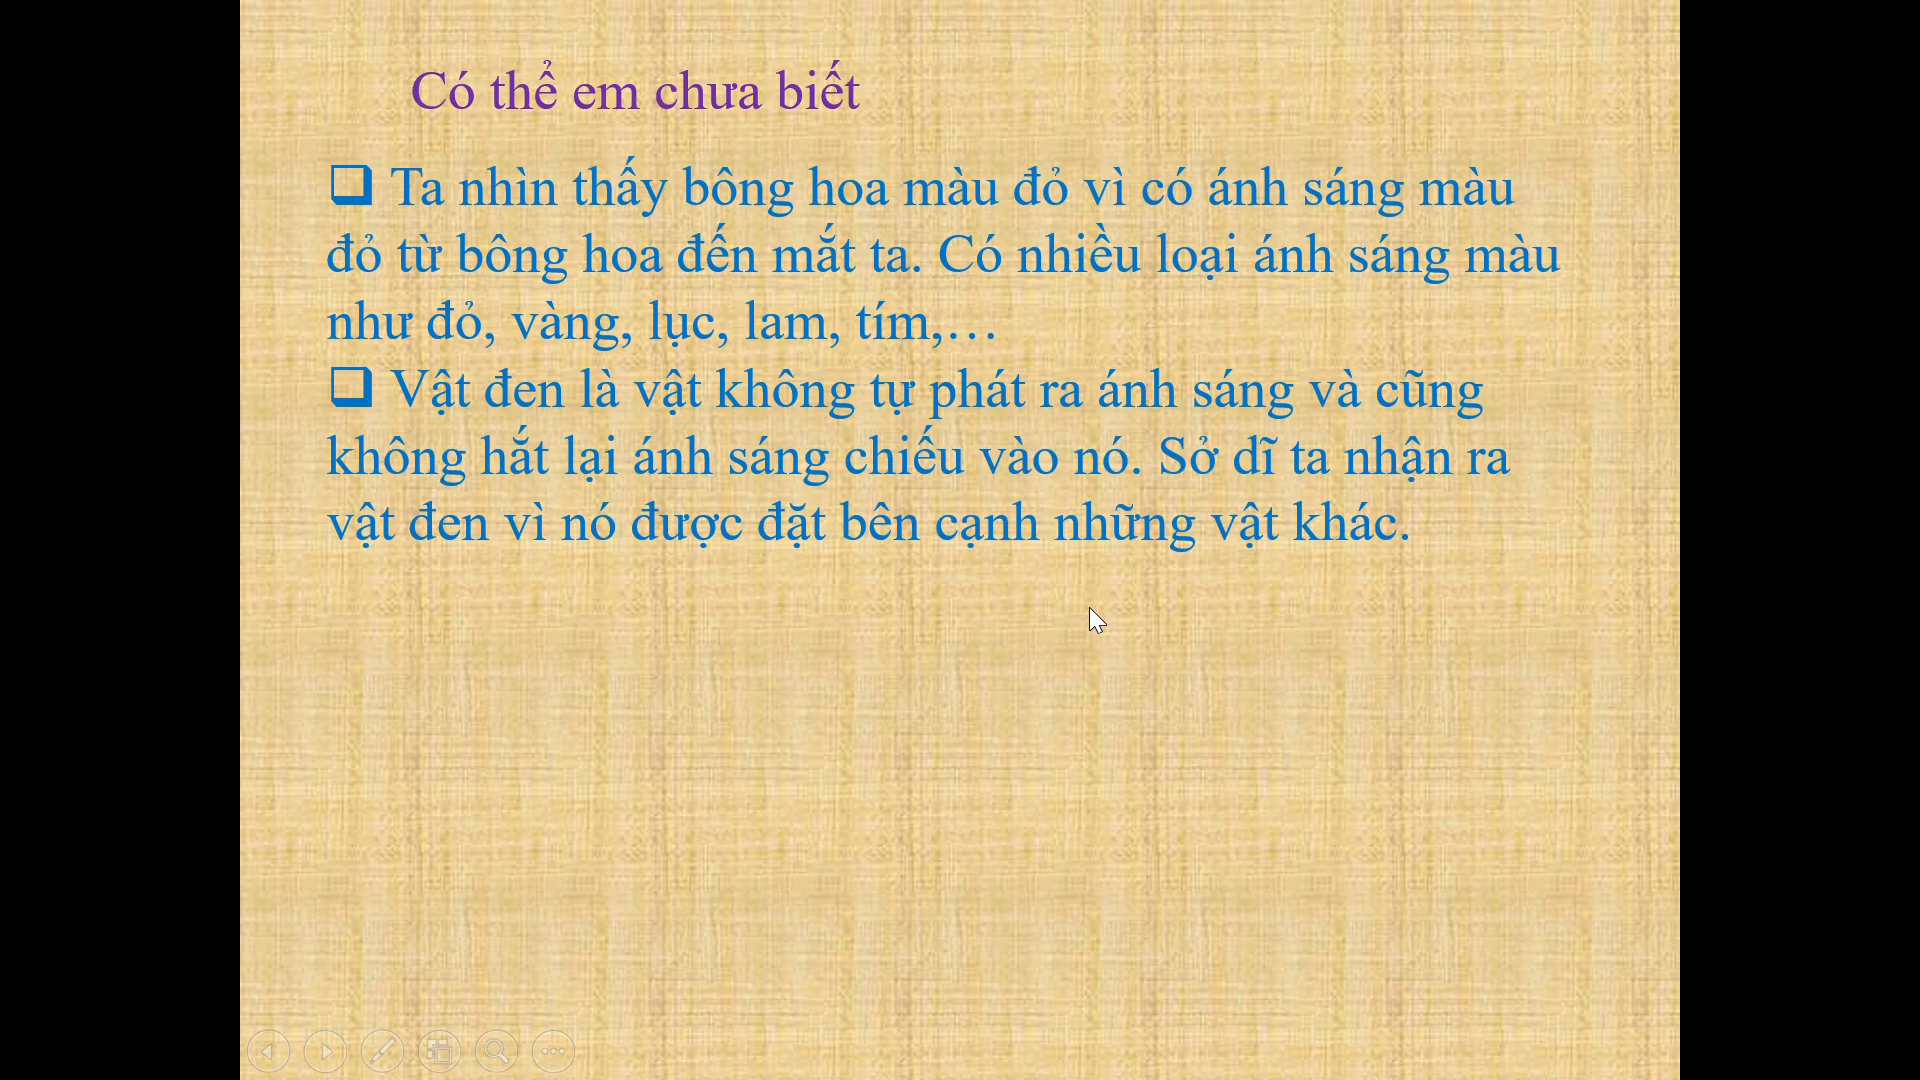 Có thể em chưa biết
❑ Ta nhìn thấy bông hoa màu đỏ vì có ánh sáng màu
đỏ từ bông hoa đến mắt ta. Có nhiều loại ánh sáng màu
như đỏ, vàng, lục, lam, tím,…
❑ Vật đen là vật không tự phát ra ánh sáng và cũng
không hắt lại ánh sáng chiếu vào nó. Sở dĩ ta nhận ra
vật đen vì nó được đặt bên cạnh những vật khác.